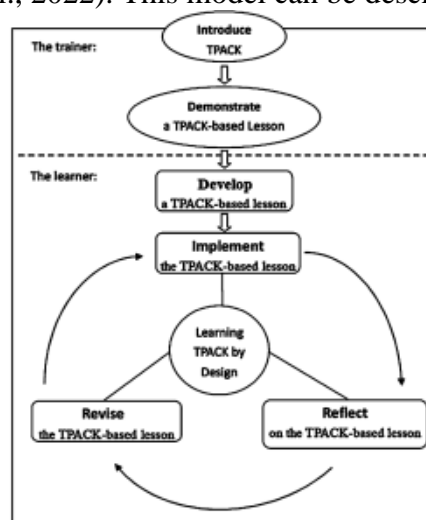 ., 2022). This model can be
Introduce
TPACK
The trainer:
Demonstrate
a TPACK-based Lesson
The learner:
Develop
a TPACK-based lesson
Implement
the TPACK-based lesson
Learning
TPACK by
Design
Revise
the TPACK-based lesson
Reflect
on the TPACK-based lesson